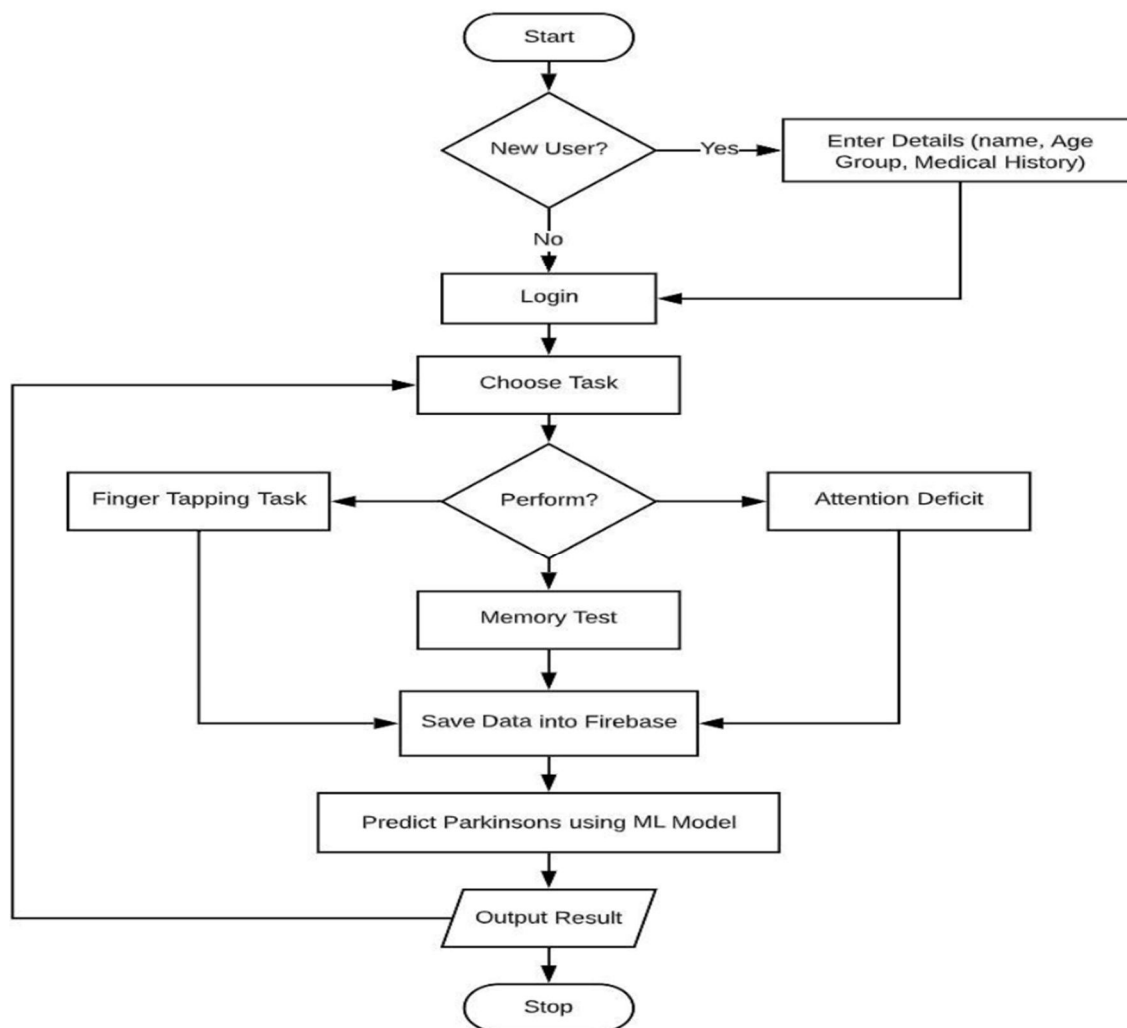 Start
New User?
Yes
Enter Details (name, Age
Group, Medical History)
No
Login
Choose Task
Finger Tapping Task
Perform?
Attention Deficit
Memory Test
Save Data into Firebase
Predict Parkinsons using ML Model
Output Result
Stop